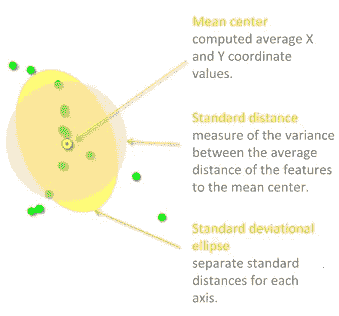 Mean center
computed average X
and Y coordinate
values.
Standard distance
measure of the variance
between the average
distance of the features
to the mean center.
Standard deviational
ellipse
separate standard
distances for each
axis.